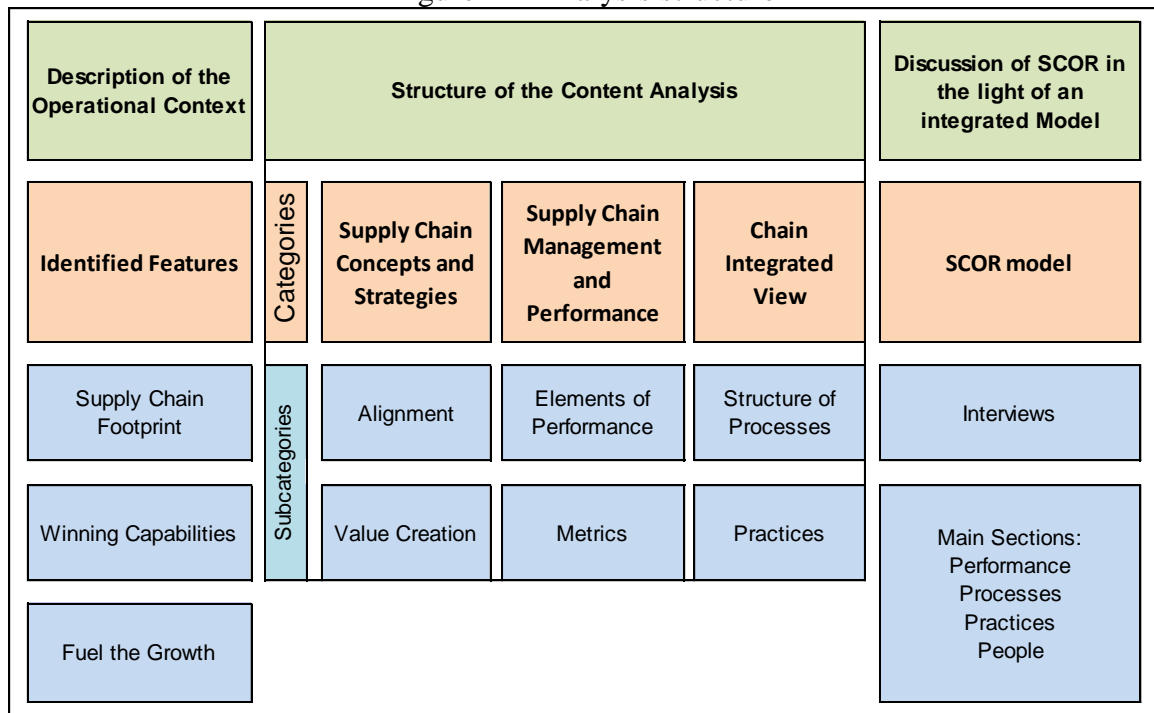 Description of the
Operational Context
Structure of the Content Analysis
Discussion of SCOR in
the light of an
integrated Model
Identified Features
Categories
Supply Chain
Concepts and
Strategies
Supply Chain
Management
and
Performance
Chain
Integrated
View
SCOR model
Supply Chain
Footprint
Subcategories
Alignment
Elements of
Performance
Structure of
Processes
Interviews
Winning Capabilities
Value Creation
Metrics
Practices
Main Sections:
Performance
Processes
Practices
People
Fuel the Growth